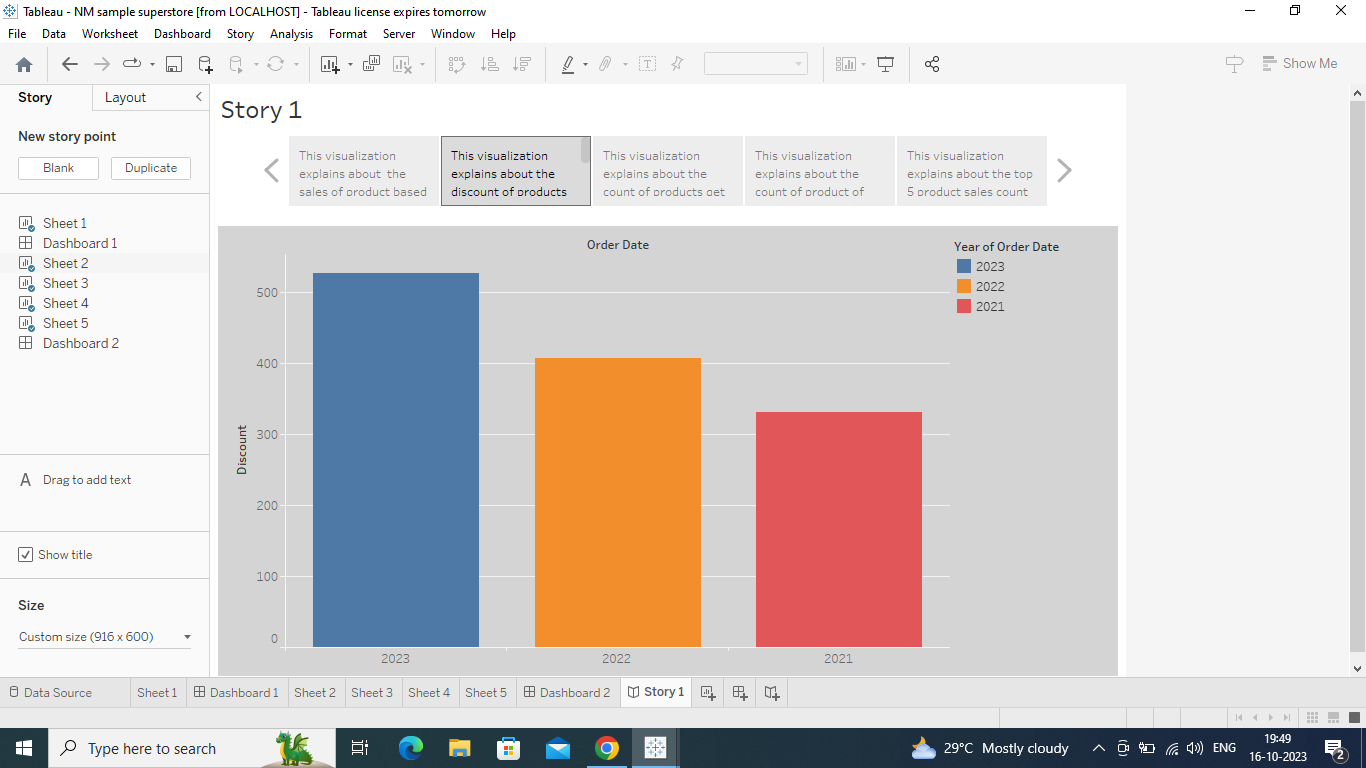 Tableau - NM sample superstore [from LOCALHOST] - Tableau license expires tomorrow
File Data Worksheet Dashboard Story Analysis Format Server Window Help
Show Me
Story Layout
New story point
Blank Duplicate
Sheet 1
Dashboard 1
Sheet 2
Sheet 3
Sheet 4
Sheet 5
Dashboard 2
A Drag to add text
Show title
Size
Custom size (916 x 600)
Story 1
This visualization
explains about the
sales of product based
This visualization
explains about the
discount of products
This visualization
explains about the
count of products get
This visualization
explains about the
count of product of
This visualization
explains about the top
5 product sales count
Order Date
Discount
500
400
300
200
100
0
2023 2022 2021
Year of Order Date
2023
2022
2021
Data Source Sheet 1 Dashboard 1 Sheet 2 Sheet 3 Sheet 4 Sheet 5 Dashboard 2 Story 1
Type here to search
29°C Mostly cloudy
ENG
19:49
16-10-2023
2